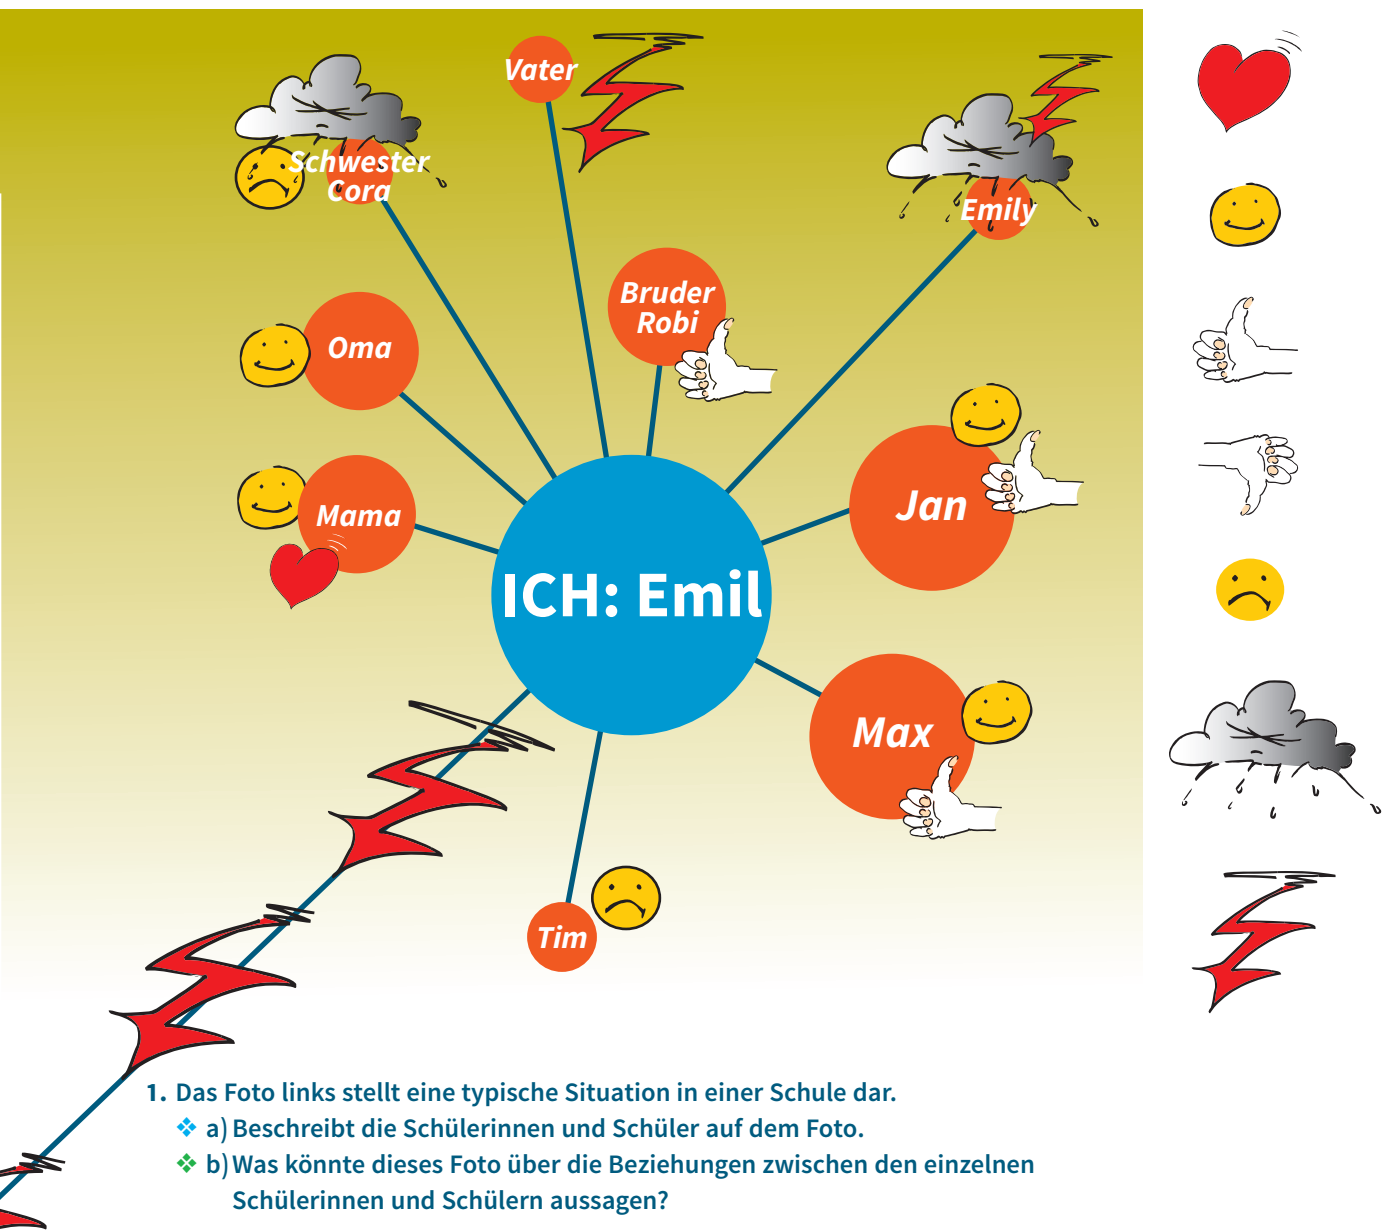 Vater
Schwester
Cora
Emily
Bruder
Robi
Oma
Jan
Mama
ICH: Emil
Max
Tim
1. Das Foto links stellt eine typische Situation in einer Schule dar.
❖ a) Beschreibt die Schülerinnen und Schüler auf dem Foto.
❖ b) Was könnte dieses Foto über die Beziehungen zwischen den einzelnen
Schülerinnen und Schülern aussagen?